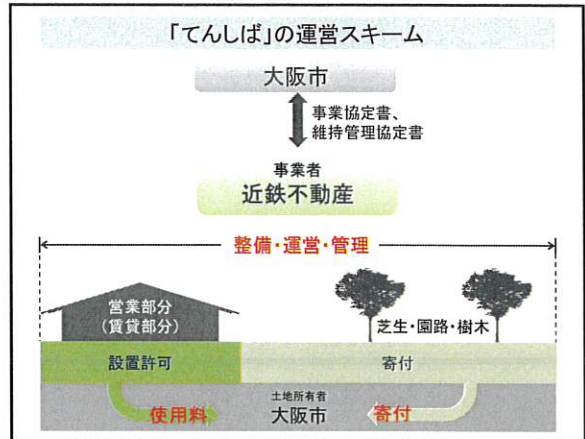 「てんしば」の運営スキーム
大阪市
事業協定書、
維持管理協定書
事業者
近鉄不動産
整備・運営・管理
営業部分
(賃貸部分)
芝生・園路・樹木
設置許可
寄付
土地所有者
使用料
大阪市
寄付